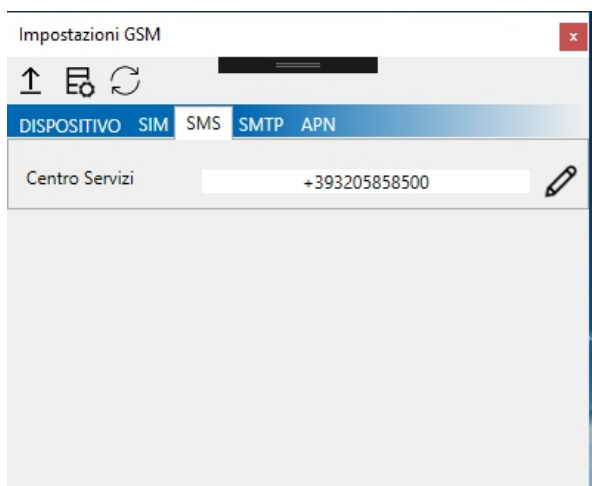 Impostazioni GSM
x
DISPOSITIVO SIM SMS SMTP APN
Centro Servizi +393205858500